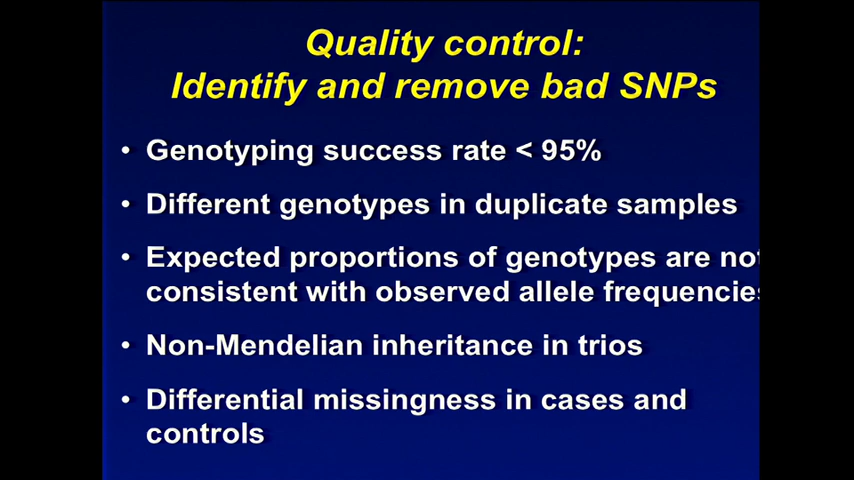 Quality control:
Identify and remove bad SNPs
• Genotyping success rate < 95%
• Different genotypes in duplicate samples
• Expected proportions of genotypes are not
consistent with observed allele frequencies
• Non-Mendelian inheritance in trios
• Differential missingness in cases and
controls